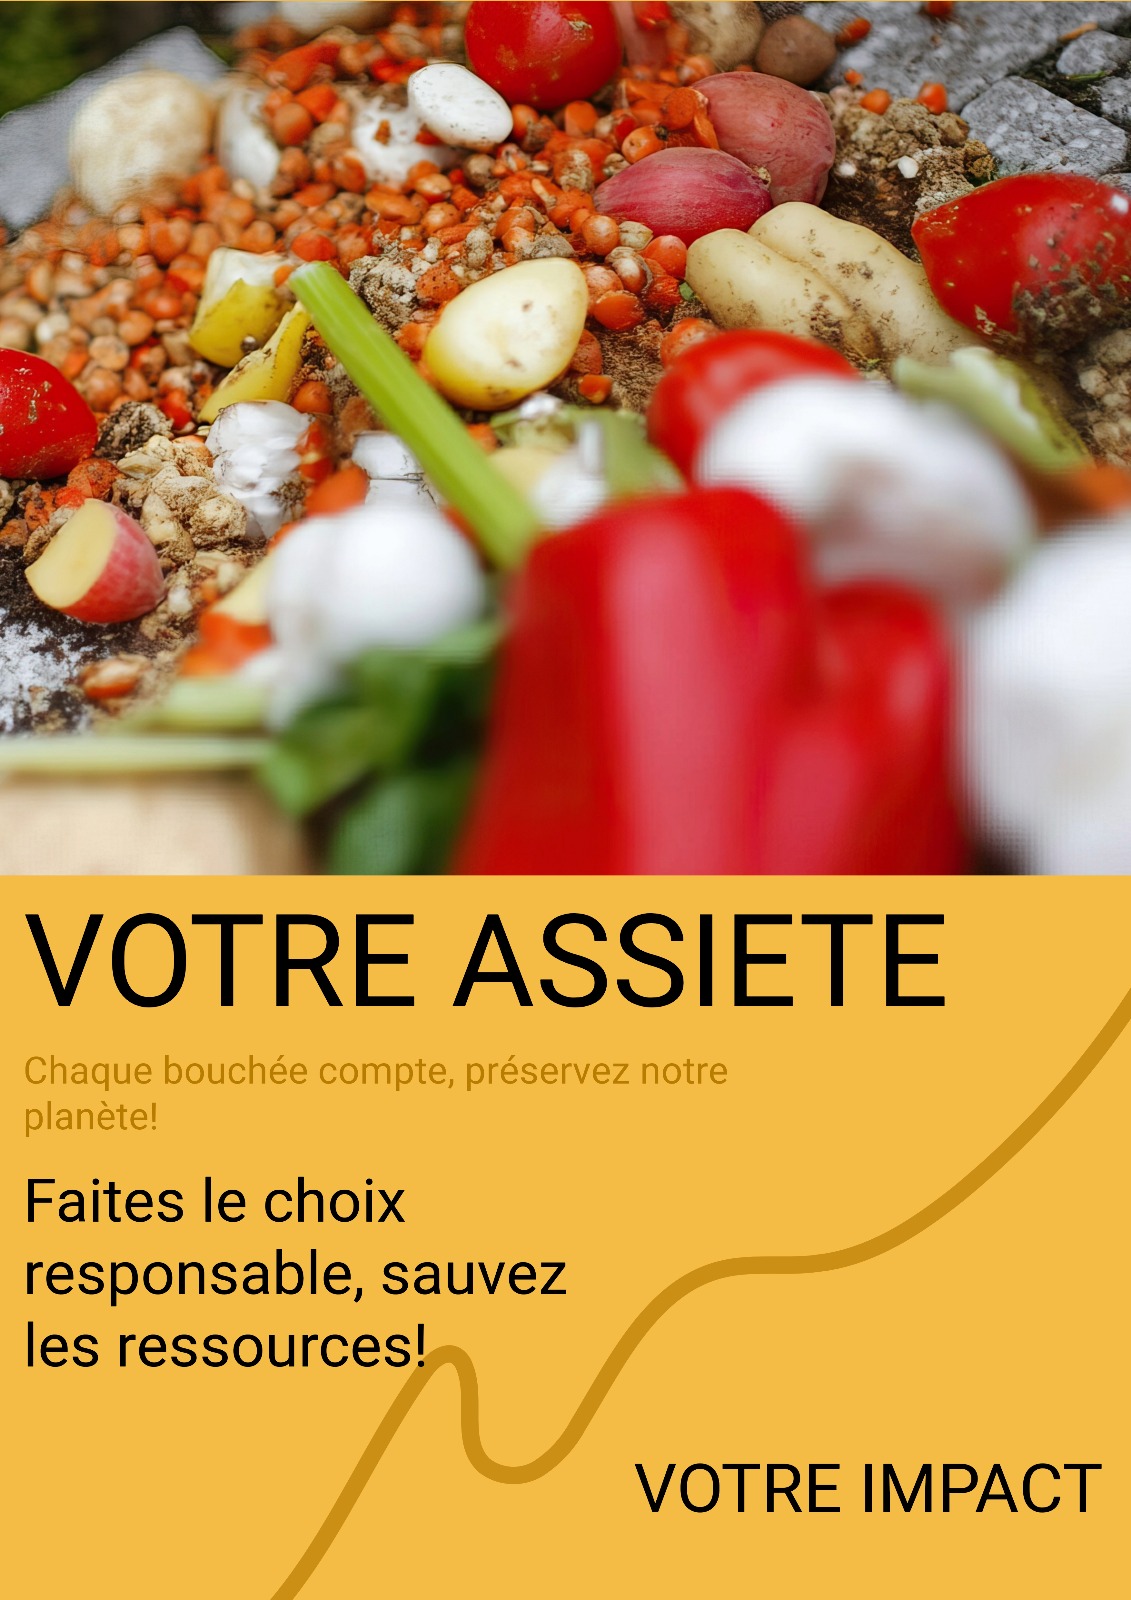 VOTRE ASSIETE
Chaque bouchée compte, préservez notre
planète!
Faites le choix
responsable, sauvez
les ressources!
VOTRE IMPACT